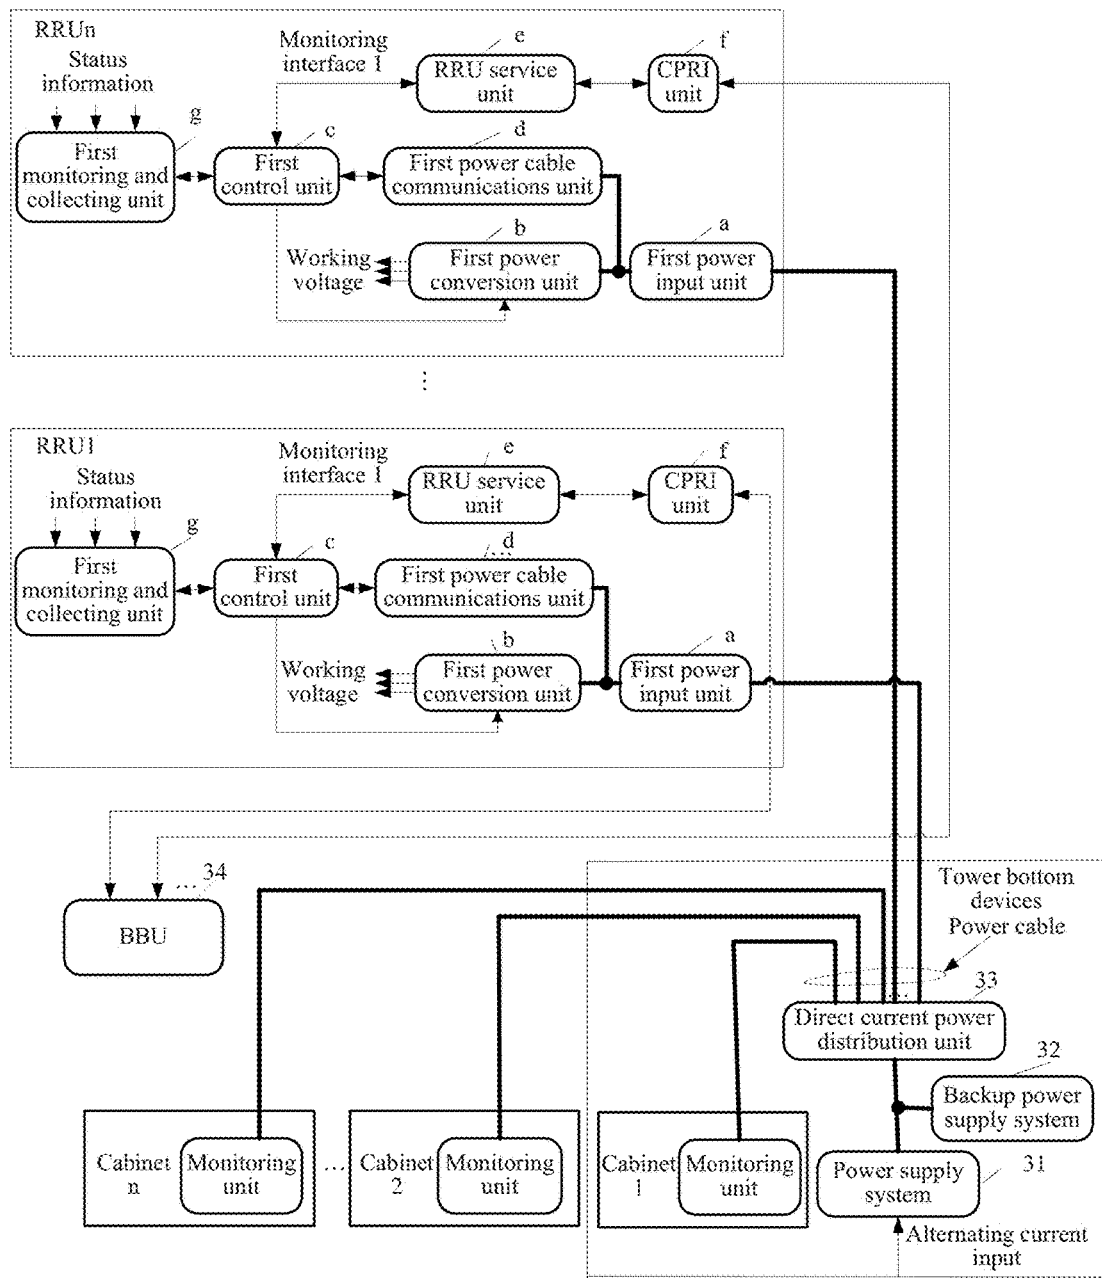 RRUn
Status
information
Monitoring
interface 1
e
RRU service
unit
f
CPRI
unit
g
First
monitoring and
collecting unit
c
First
control unit
d
First power cable
communications unit
Working
voltage
b
First power
conversion unit
a
First power
input unit
⋮
RRU1
Status
information
Monitoring
interface 1
e
RRU service
unit
f
CPRI
unit
g
First
monitoring and
collecting unit
c
First
control unit
d
...
First power cable
communications unit
Working
voltage
b
First power
conversion unit
a
First power
input unit
...
34
BBU
Tower bottom
devices
Power cable
33
...
Direct current power
distribution unit
32
Backup power
supply system
31
Power supply
system
Alternating current
input
Cabinet
n
Monitoring
unit
...
Cabinet
2
Monitoring
unit
Cabinet
1
Monitoring
unit